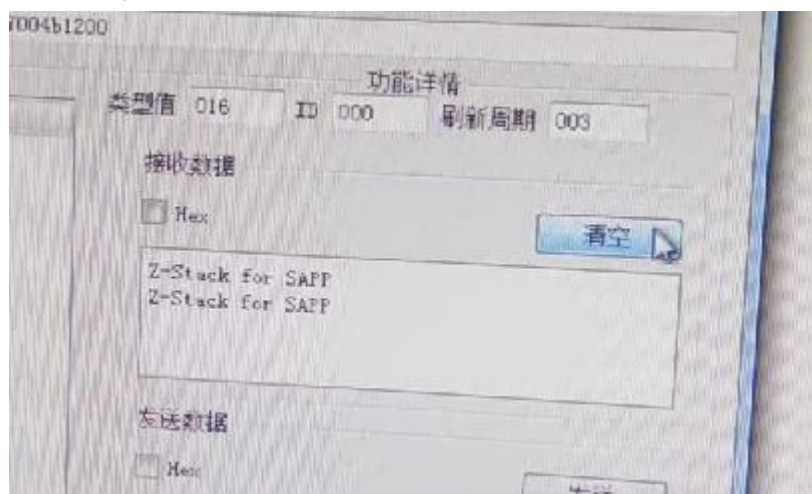 004b1200
功能详情
类型值 016 ID 000 刷新周期 003
接收数据
Hex
清空
Z-Stack for SAPP
Z-Stack for SAPP
发送数据
Hex